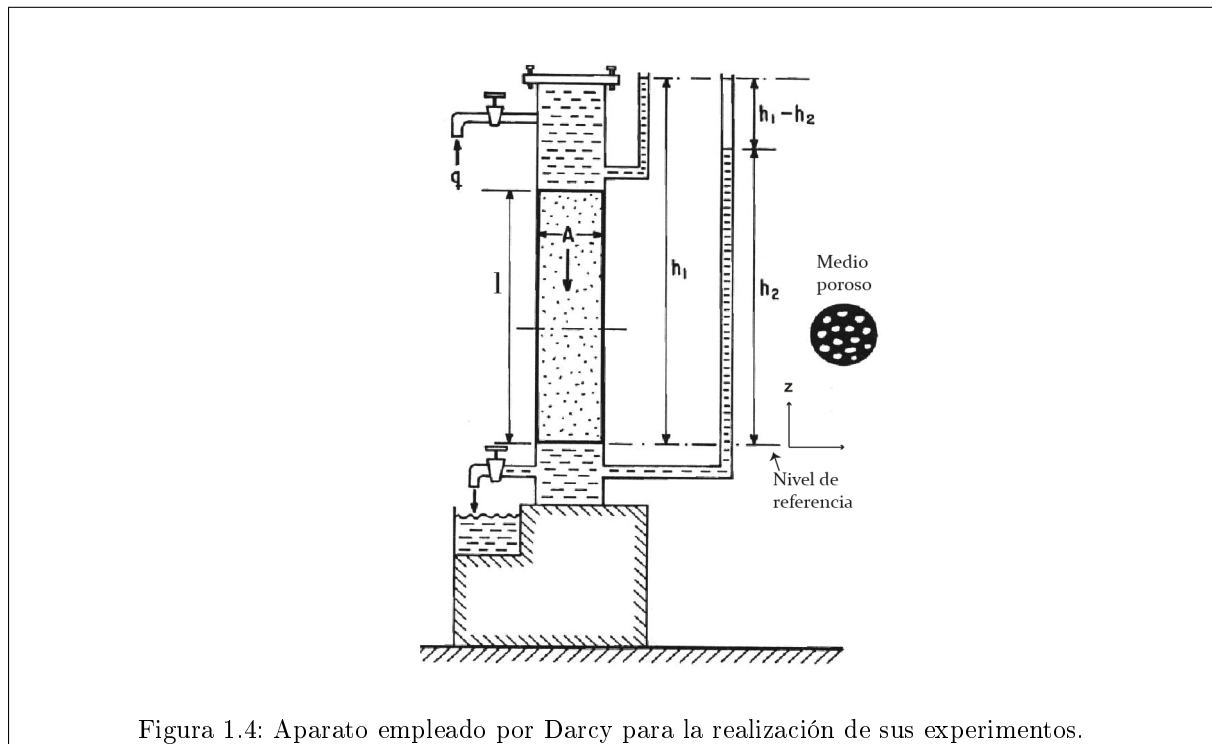 h₁–h₂
q
A
l
h₁
h₂
Medio
poroso
z
Nivel de
referencia
Figura 1.4: Aparato empleado por Darcy para la realización de sus experimentos.